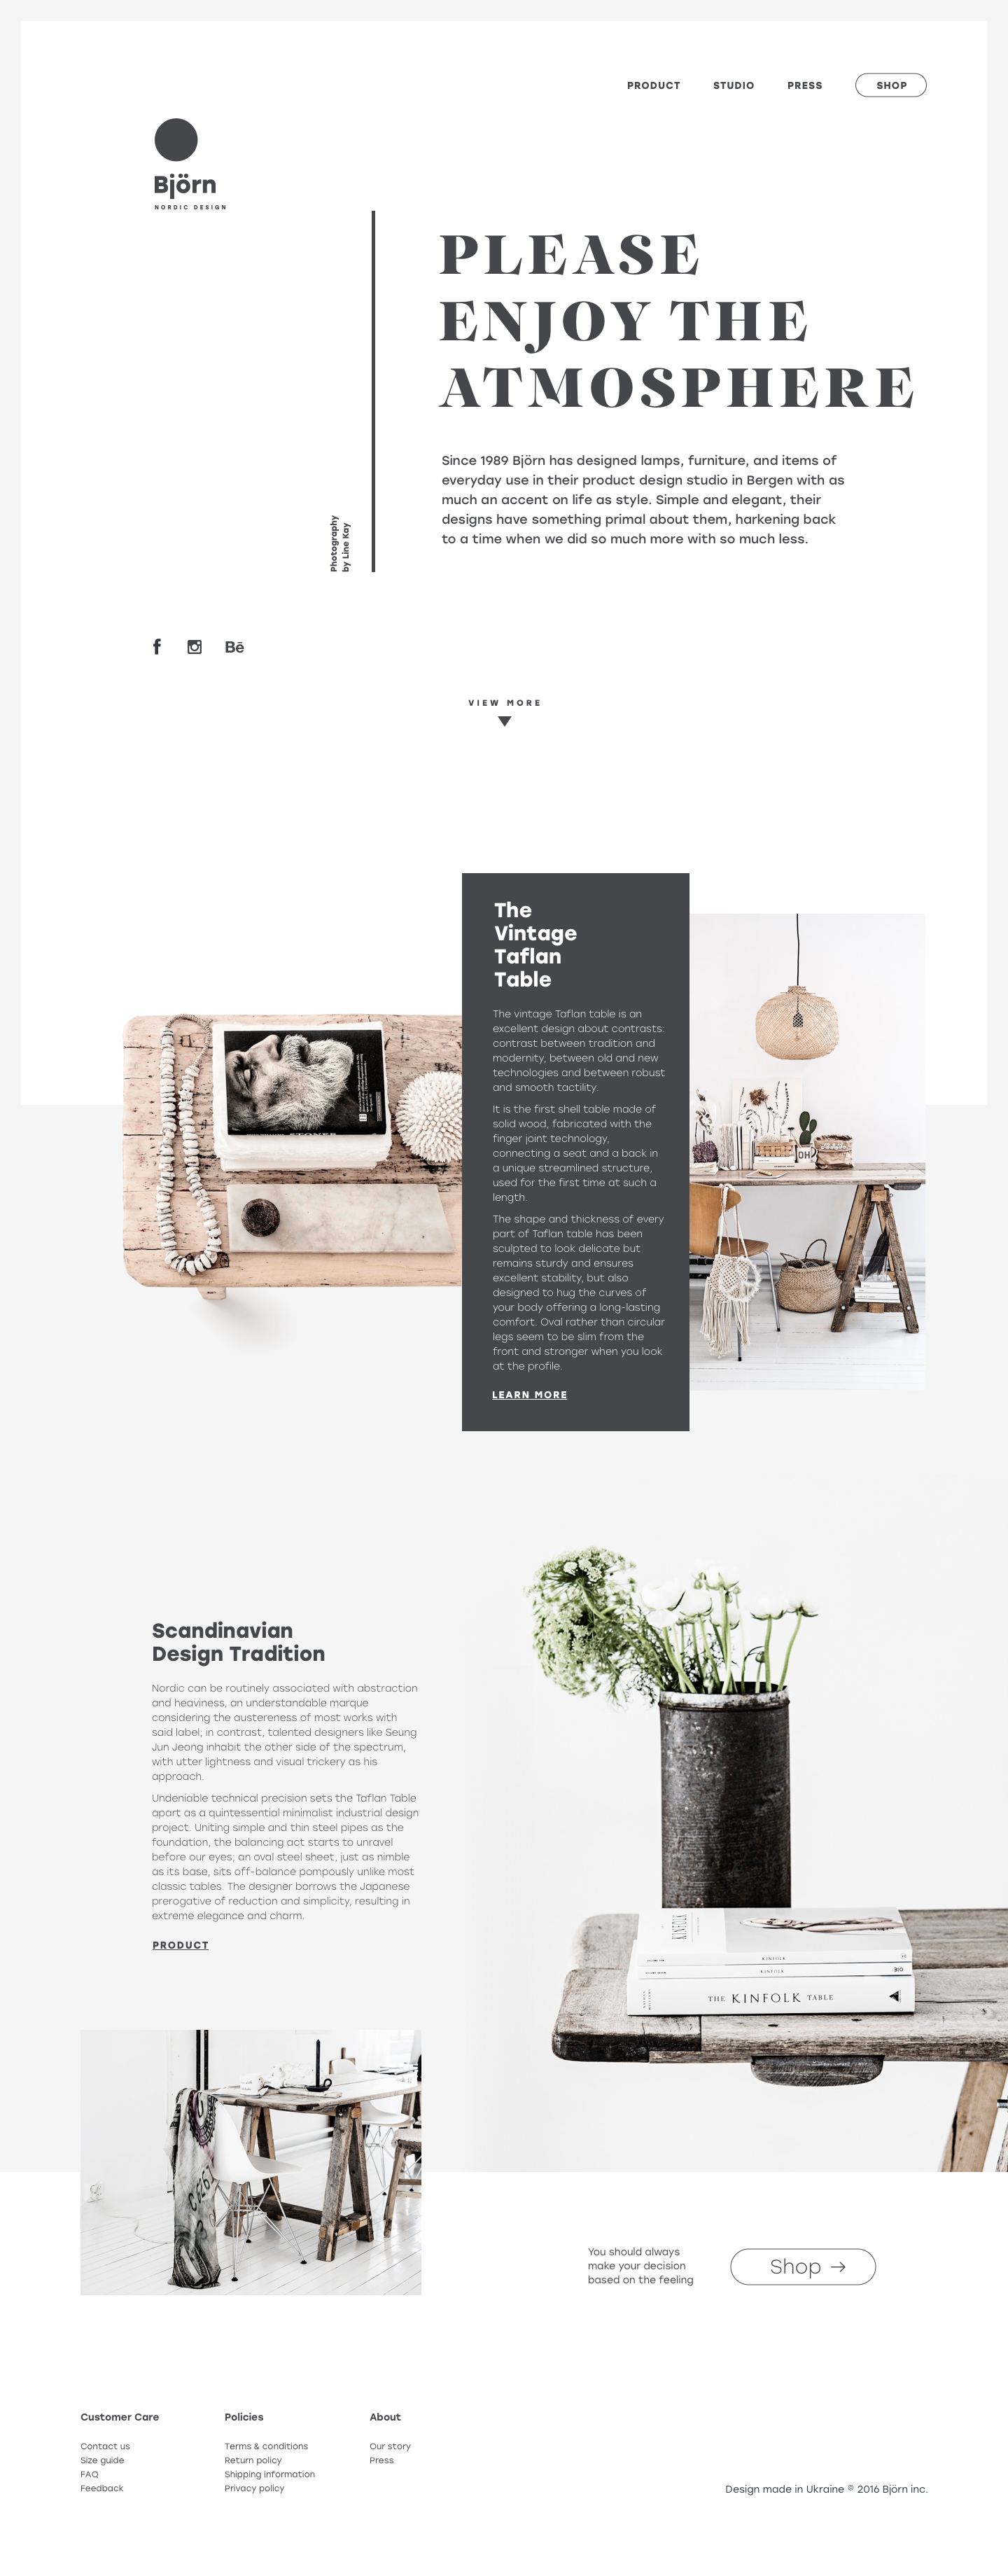 PRODUCT
STUDIO
PRESS
SHOP
Björn
NORDIC DESIGN
PLEASE
ENJOY THE
ATMOSPHERE
Since 1989 Björn has designed lamps, furniture, and items of
everyday use in their product design studio in Bergen with as
much an accent on life as style. Simple and elegant, their
designs have something primal about them, harkening back
to a time when we did so much more with so much less.
Photography
by Line Kay
f
Bē
VIEW MORE
The
Vintage
Taflan
Table
The vintage Taflan table is an
excellent design about contrasts:
contrast between tradition and
modernity, between old and new
technologies and between robust
and smooth tactility.
It is the first shell table made of
solid wood, fabricated with the
finger joint technology,
connecting a seat and a back in
a unique streamlined structure,
used for the first time at such a
length.
The shape and thickness of every
part of Taflan table has been
sculpted to look delicate but
remains sturdy and ensures
excellent stability, but also
designed to hug the curves of
your body offering a long-lasting
comfort. Oval rather than circular
legs seem to be slim from the
front and stronger when you look
at the profile.
LEARN MORE
OH
Scandinavian
Design Tradition
Nordic can be routinely associated with abstraction
and heaviness, an understandable marque
considering the austereness of most works with
said label; in contrast, talented designers like Seung
Jun Jeong inhabit the other side of the spectrum,
with utter lightness and visual trickery as his
approach.
Undeniable technical precision sets the Taflan Table
apart as a quintessential minimalist industrial design
project. Uniting simple and thin steel pipes as the
foundation, the balancing act starts to unravel
before our eyes; an oval steel sheet, just as nimble
as its base, sits off-balance pompously unlike most
classic tables. The designer borrows the Japanese
prerogative of reduction and simplicity, resulting in
extreme elegance and charm.
PRODUCT
KINFOLK
KINFOLK
KINFOLK
THE KINFOLK TABLE
You should always
make your decision
based on the feeling
Shop →
Customer Care
Contact us
Size guide
FAQ
Feedback
Policies
Terms & conditions
Return policy
Shipping information
Privacy policy
About
Our story
Press
Design made in Ukraine © 2016 Björn inc.